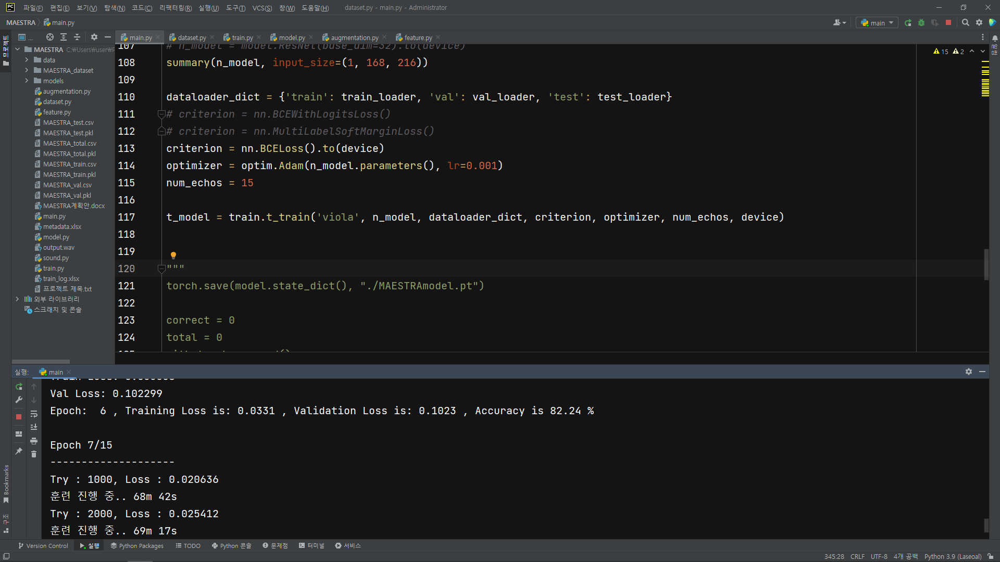 PC 파일(F) 편집(E) 보기(V) 탐색(N) 코드(C) 리팩터링(R) 실행(U) 도구(T) VCS(S) 창(W) 도움말(H) dataset.py - main.py - Administrator
MAESTRA main.py
main
프로젝트
...
main.py dataset.py train.py model.py augmentation.py feature.py
알림
MAESTRA C:₩Users₩user₩
data
MAESTRA_dataset
models
augmentation.py
dataset.py
feature.py
MAESTRA_test.csv
MAESTRA_test.pkl
MAESTRA_total.csv
MAESTRA_total.pkl
MAESTRA_train.csv
MAESTRA_train.pkl
MAESTRA_val.csv
MAESTRA_val.pkl
MAESTRA계획안.docx
main.py
metadata.xlsx
model.py
output.wav
sound.py
train.py
train_log.xlsx
프로젝트 제목.txt
외부 라이브러리
스크래치 및 콘솔
15 2
107 # n_model = model.ResNet(base_dim=32).to(device)
108 summary(n_model, input_size=(1, 168, 216))
109
110 dataloader_dict = {'train': train_loader, 'val': val_loader, 'test': test_loader}
111 # criterion = nn.BCEWithLogitsLoss()
112 # criterion = nn.MultiLabelSoftMarginLoss()
113 criterion = nn.BCELoss().to(device)
114 optimizer = optim.Adam(n_model.parameters(), lr=0.001)
115 num_echos = 15
116
117 t_model = train.t_train('viola', n_model, dataloader_dict, criterion, optimizer, num_echos, device)
118
119
120 """
121 torch.save(model.state_dict(), "./MAESTRAmodel.pt")
122
123 correct = 0
124 total = 0
실행: main
Val Loss: 0.102299
Epoch:  6 , Training Loss is: 0.0331 , Validation Loss is: 0.1023 , Accuracy is 82.24 %
Epoch 7/15
--------------------
Try : 1000, Loss : 0.020636
훈련 진행 중.. 68m 42s
Try : 2000, Loss : 0.025412
훈련 진행 중.. 69m 17s
Bookmarks
구조
Version Control 실행 Python Packages TODO Python 콘솔 문제점 터미널 서비스
345:28 CRLF UTF-8 4개 공백 Python 3.9 (Laseoal)